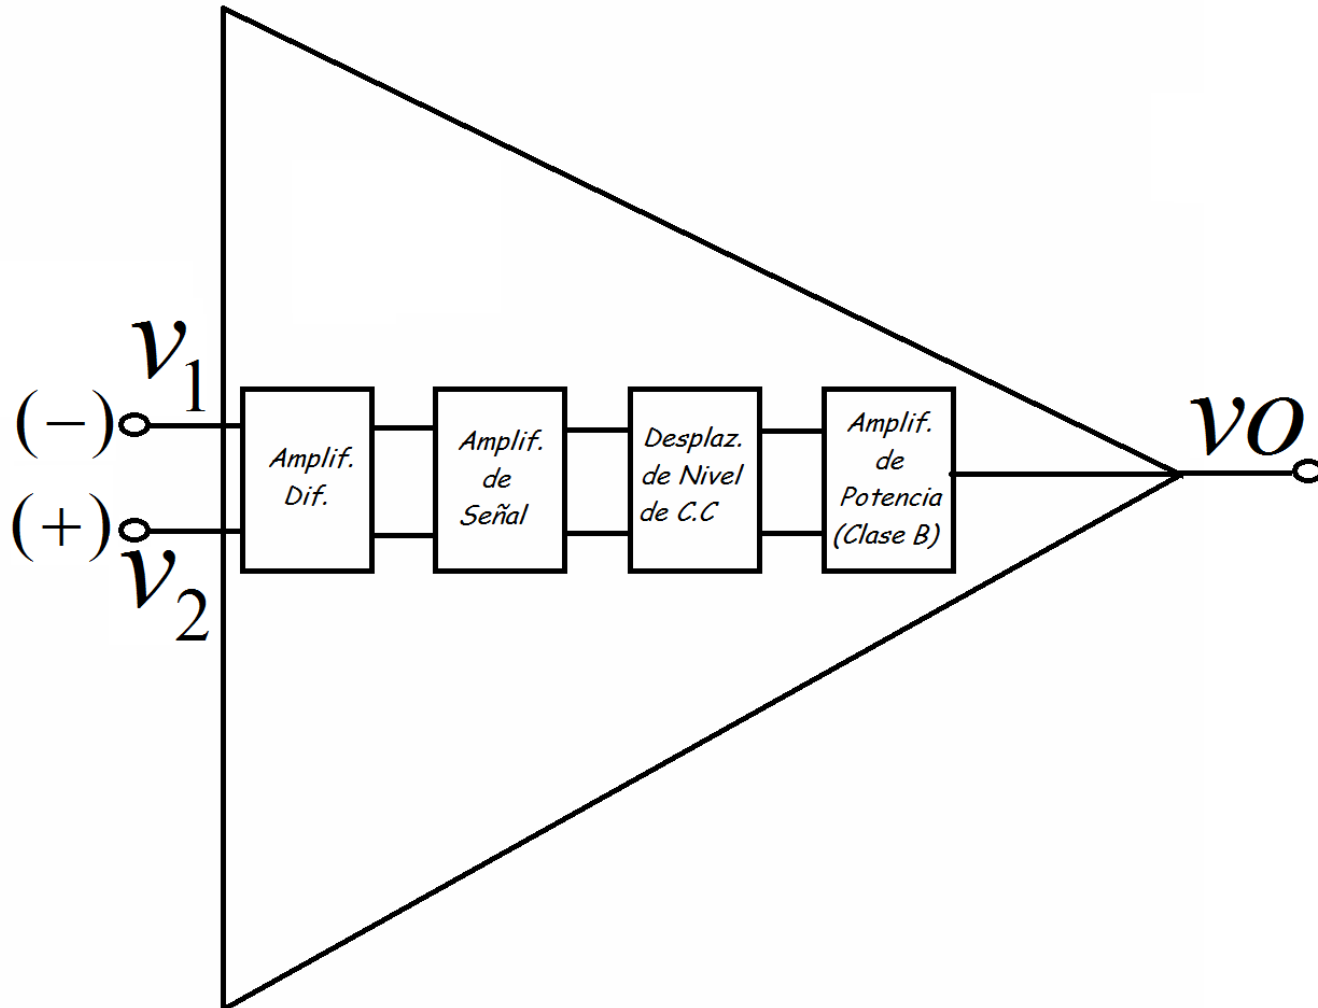 v1
(−)
(+)
v2
Amplif.
Dif.
Amplif.
de
Señal
Desplaz.
de Nivel
de C.C
Amplif.
de
Potencia
(Clase B)
vo